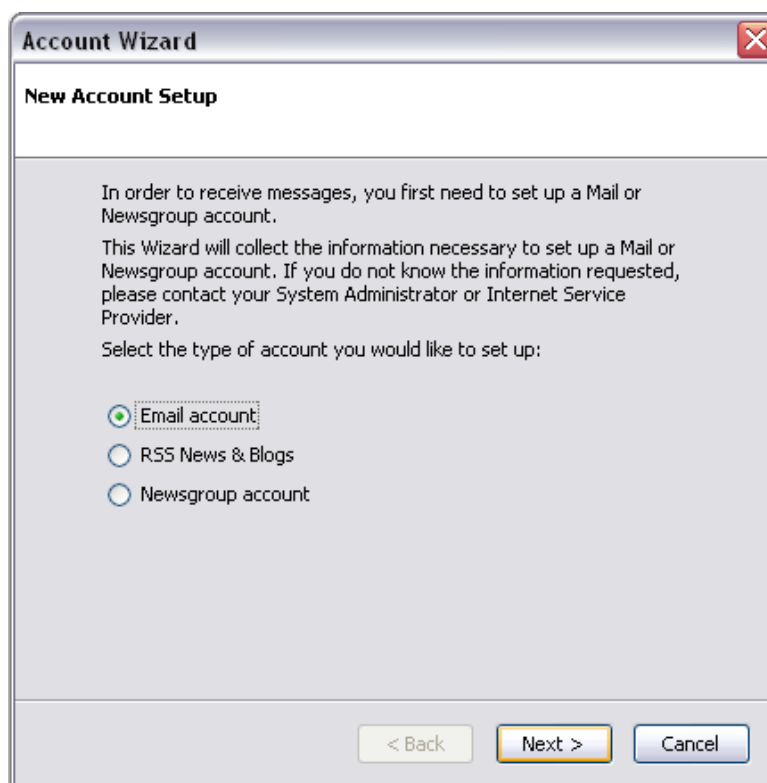 Account Wizard
New Account Setup
In order to receive messages, you first need to set up a Mail or
Newsgroup account.
This Wizard will collect the information necessary to set up a Mail or
Newsgroup account. If you do not know the information requested,
please contact your System Administrator or Internet Service
Provider.
Select the type of account you would like to set up:
Email account
RSS News & Blogs
Newsgroup account
< Back Next > Cancel